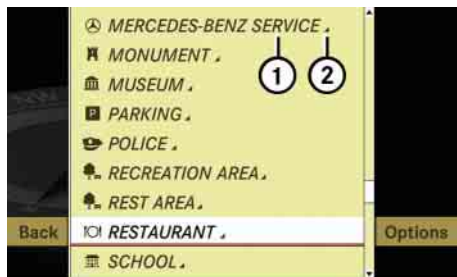 MERCEDES-BENZ SERVICE
MONUMENT
1 2
MUSEUM
P PARKING
POLICE
RECREATION AREA
REST AREA
Back RESTAURANT Options
SCHOOL